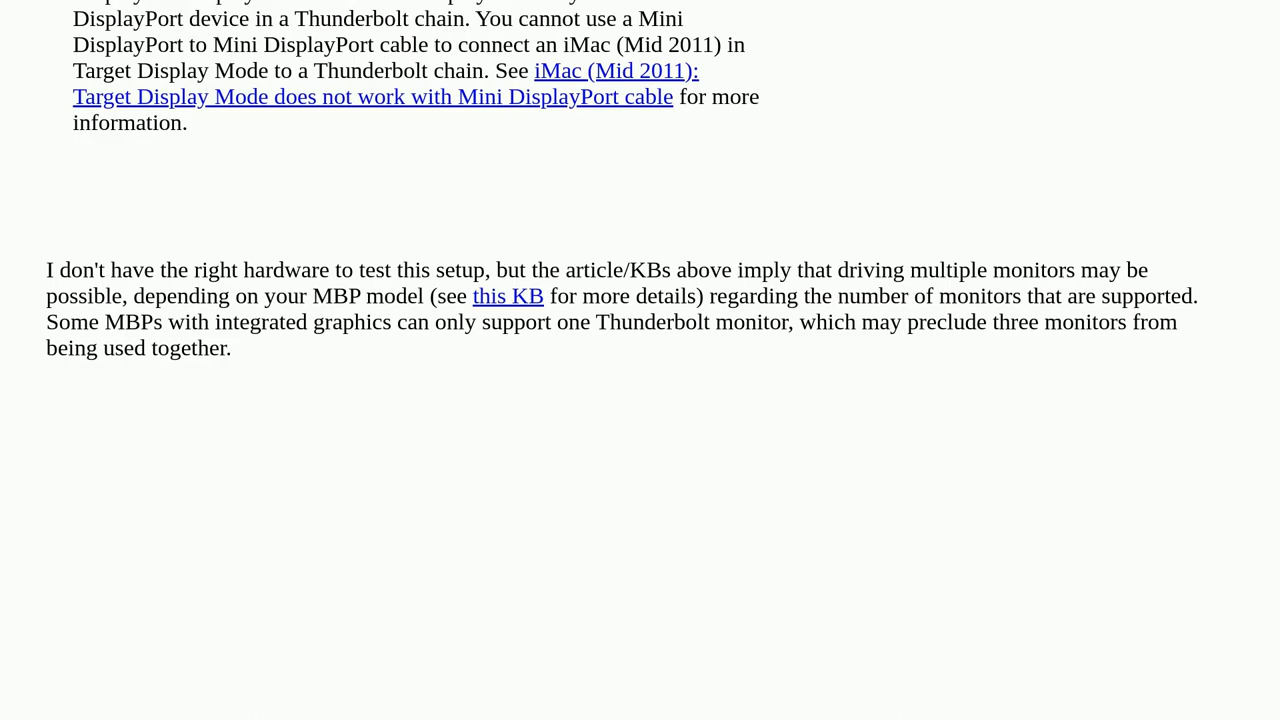 DisplayPort device in a Thunderbolt chain. You cannot use a Mini
DisplayPort to Mini DisplayPort cable to connect an iMac (Mid 2011) in
Target Display Mode to a Thunderbolt chain. See iMac (Mid 2011):
Target Display Mode does not work with Mini DisplayPort cable for more
information.
I don't have the right hardware to test this setup, but the article/KBs above imply that driving multiple monitors may be
possible, depending on your MBP model (see this KB for more details) regarding the number of monitors that are supported.
Some MBPs with integrated graphics can only support one Thunderbolt monitor, which may preclude three monitors from
being used together.